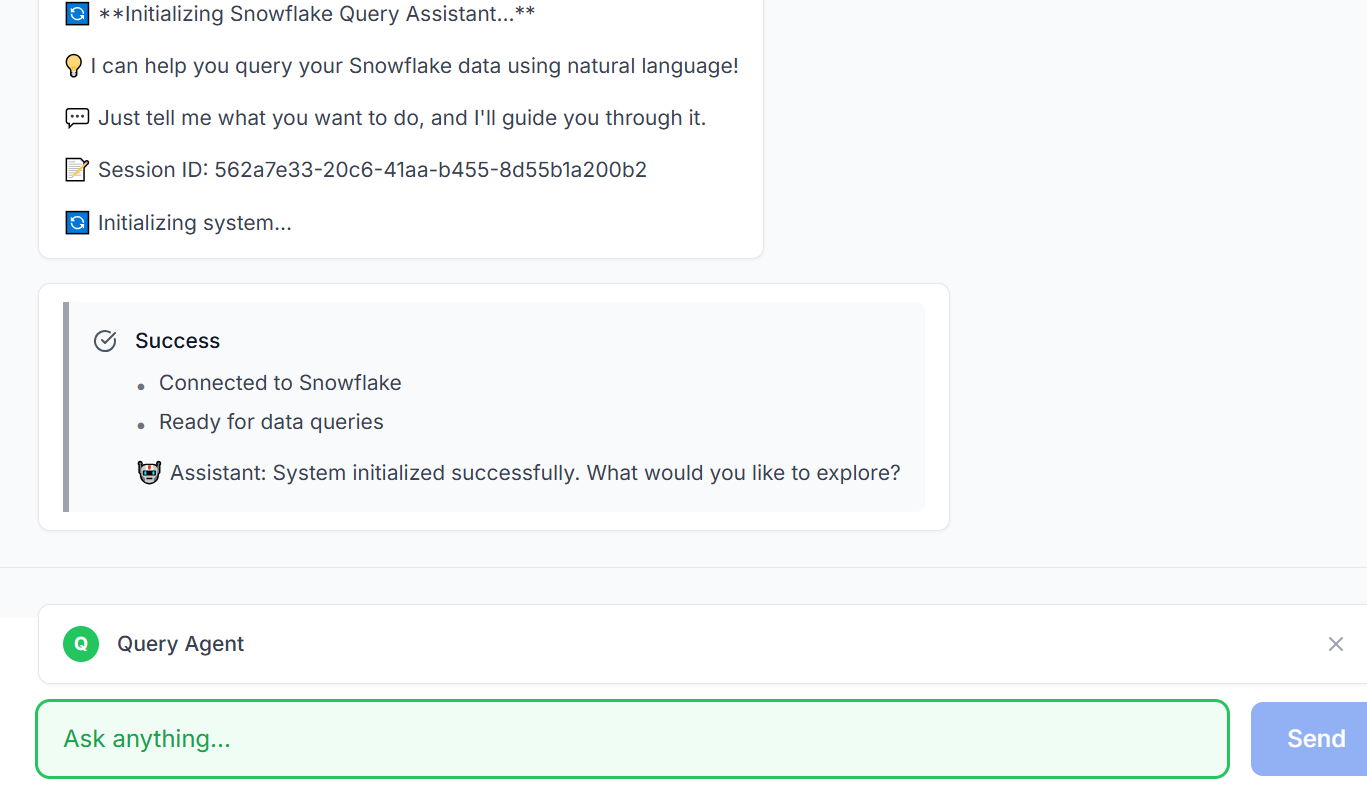 **Initializing Snowflake Query Assistant...**
I can help you query your Snowflake data using natural language!
Just tell me what you want to do, and I'll guide you through it.
Session ID: 562a7e33-20c6-41aa-b455-8d55b1a200b2
Initializing system...
Success
• Connected to Snowflake
• Ready for data queries
Assistant: System initialized successfully. What would you like to explore?
Q Query Agent
Ask anything...
Send